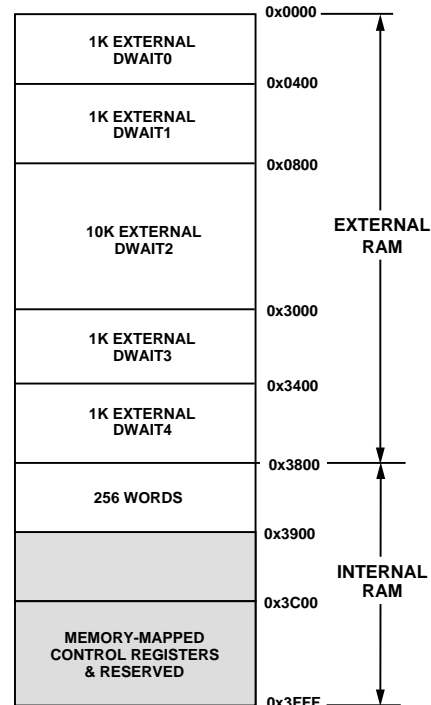 0x0000
1K EXTERNAL
DWAIT0
0x0400
1K EXTERNAL
DWAIT1
0x0800
10K EXTERNAL
DWAIT2
EXTERNAL
RAM
0x3000
1K EXTERNAL
DWAIT3
0x3400
1K EXTERNAL
DWAIT4
0x3800
256 WORDS
0x3900
INTERNAL
RAM
0x3C00
MEMORY-MAPPED
CONTROL REGISTERS
& RESERVED
0x3FFF